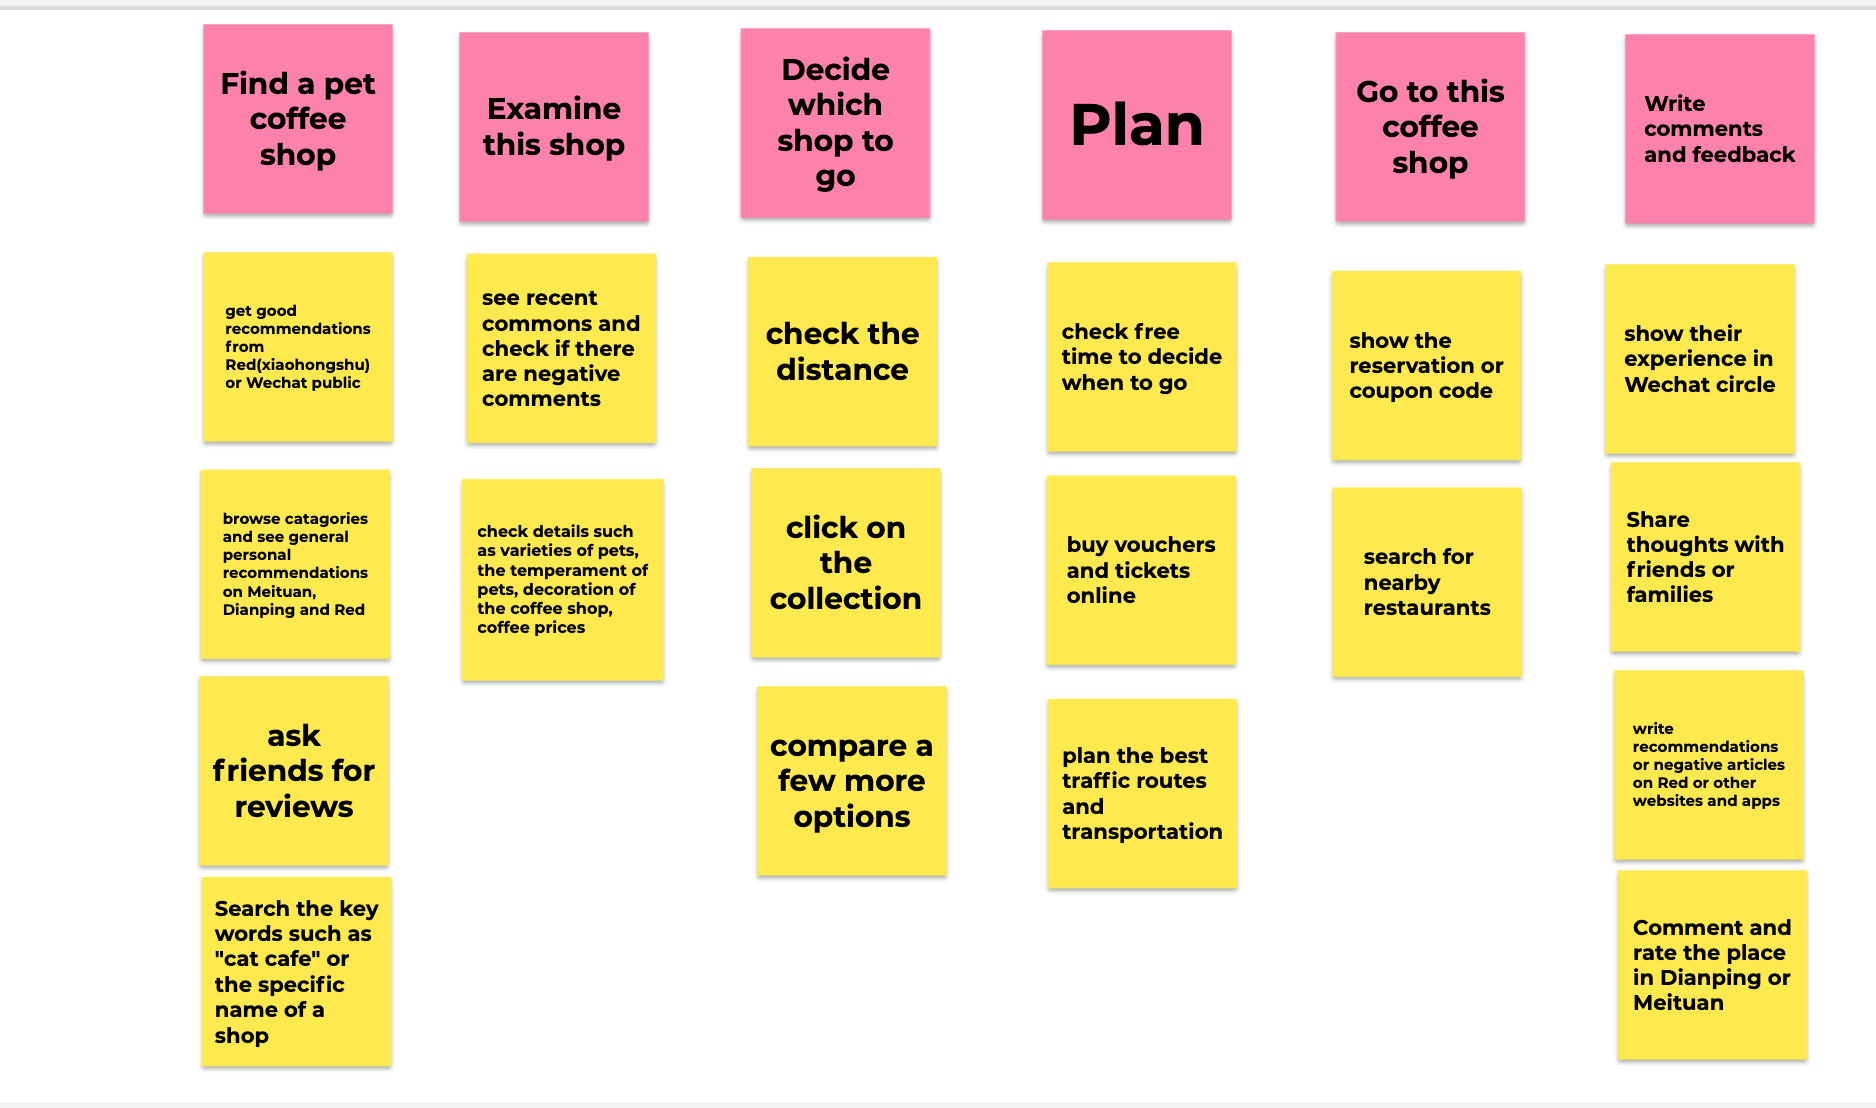 Find a pet
coffee
shop
Examine
this shop
Decide
which
shop to
go
Plan
Go to this
coffee
shop
Write
comments
and feedback
get good
recommendations
from
Red(xiaohongshu)
or Wechat public
see recent
commons and
check if there
are negative
comments
check the
distance
check free
time to decide
when to go
show the
reservation or
coupon code
show their
experience in
Wechat circle
browse catagories
and see general
personal
recommendations
on Meituan,
Dianping and Red
check details such
as varieties of pets,
the temperament of
pets, decoration of
the coffee shop,
coffee prices
click on
the
collection
buy vouchers
and tickets
online
search for
nearby
restaurants
Share
thoughts with
friends or
families
ask
friends for
reviews
compare a
few more
options
plan the best
traffic routes
and
transportation
write
recommendations
or negative articles
on Red or other
websites and apps
Search the key
words such as
"cat cafe" or
the specific
name of a
shop
Comment and
rate the place
in Dianping or
Meituan